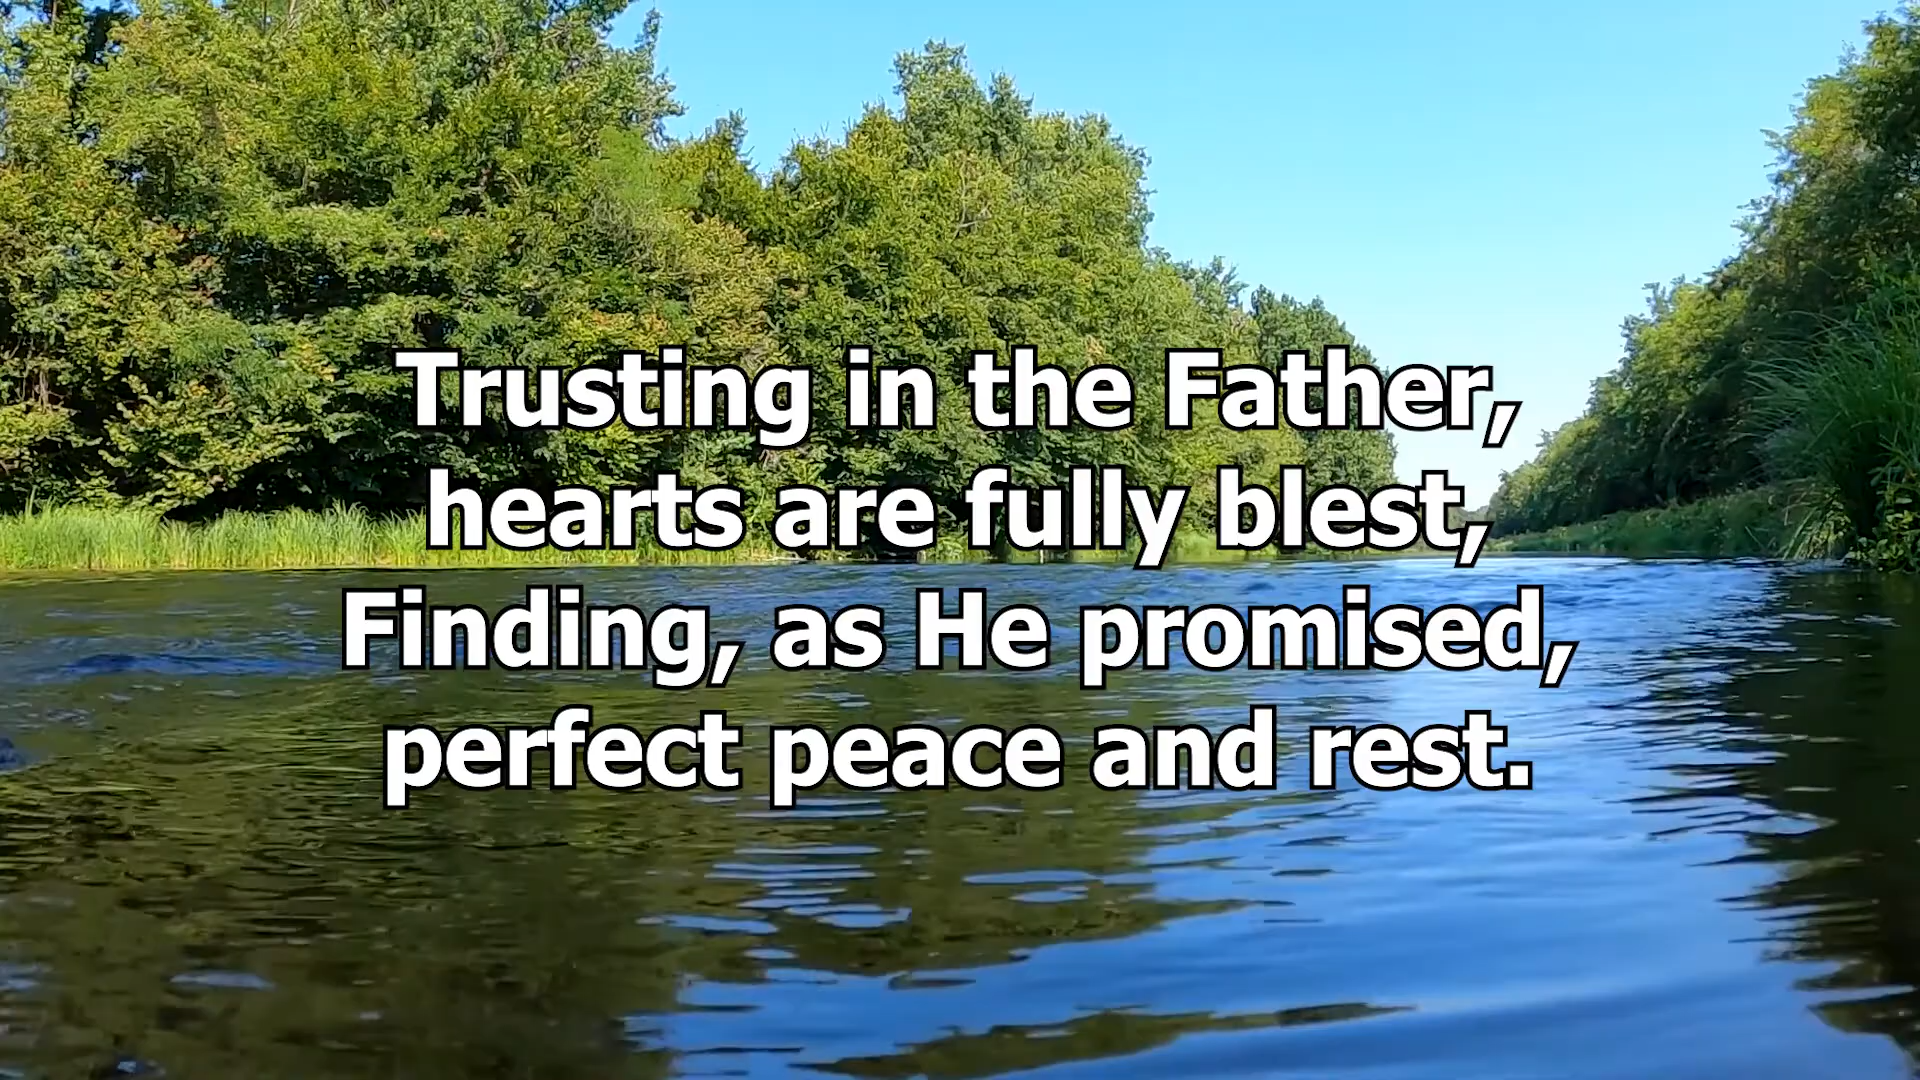 Trusting in the Father,
hearts are fully blest,
Finding, as He promised,
perfect peace and rest.